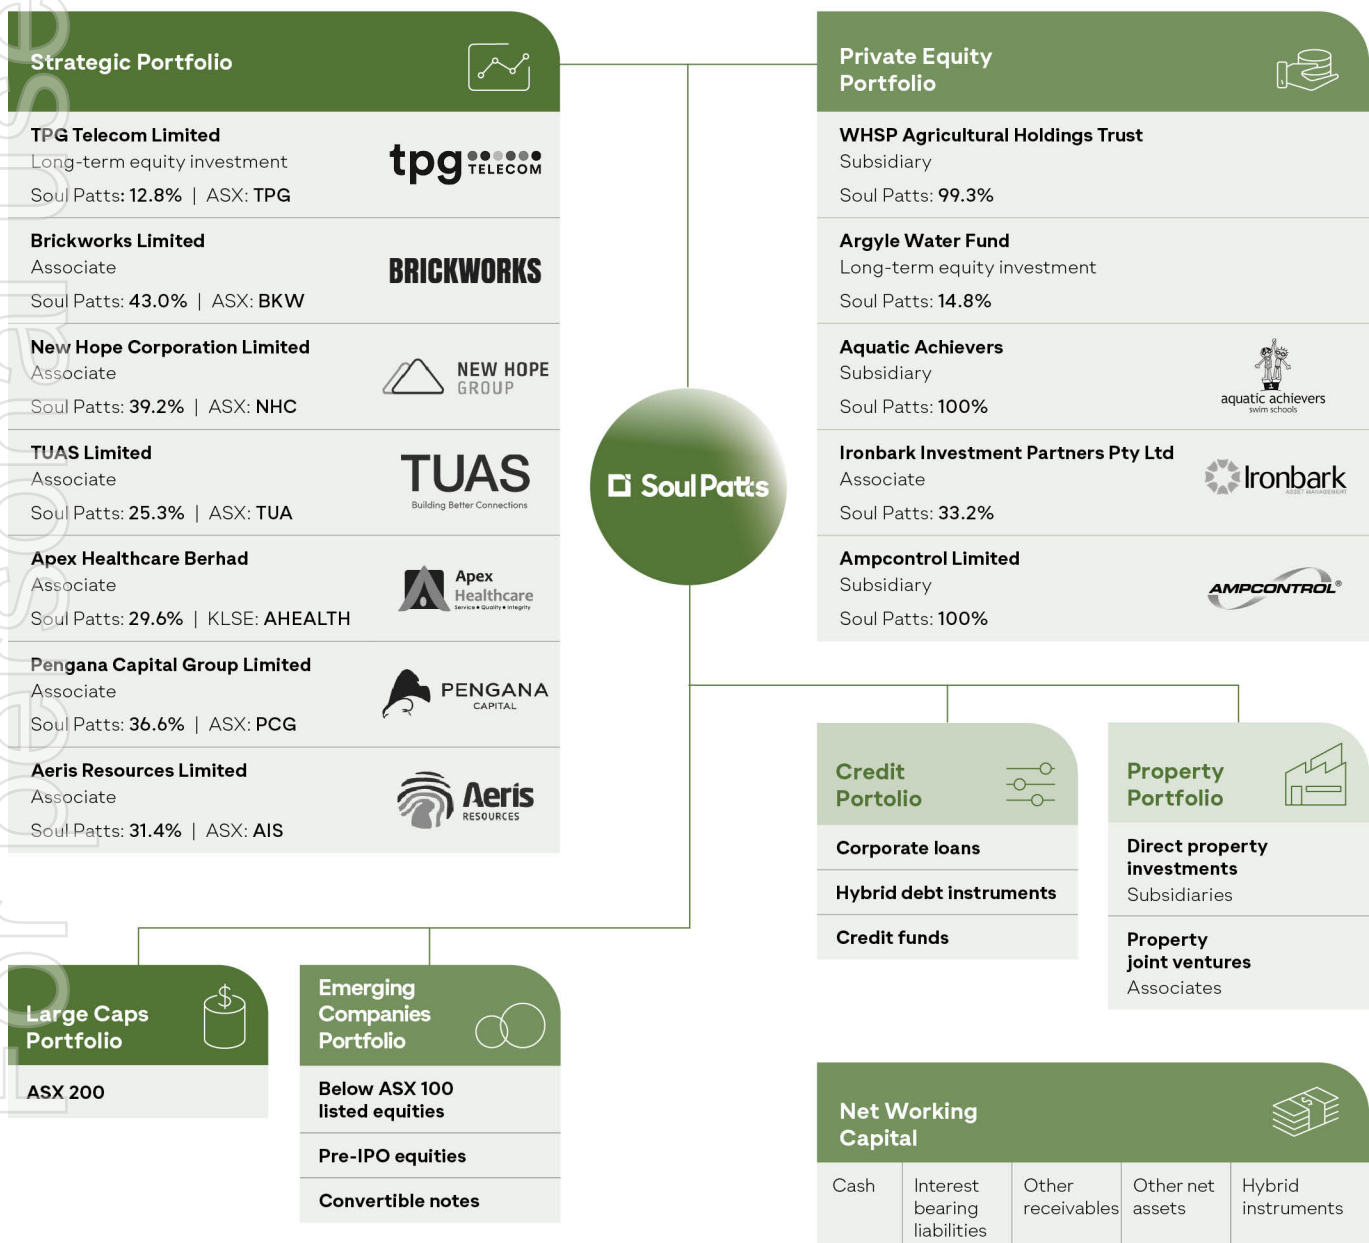 For personal use
Strategic Portfolio
TPG Telecom Limited
Long-term equity investment
Soul Patts: 12.8% | ASX: TPG
tpg
TELECOM
Brickworks Limited
Associate
Soul Patts: 43.0% | ASX: BKW
BRICKWORKS
New Hope Corporation Limited
Associate
Soul Patts: 39.2% | ASX: NHC
NEW HOPE
GROUP
TUAS Limited
Associate
Soul Patts: 25.3% | ASX: TUA
TUAS
Building Better Connections
Apex Healthcare Berhad
Associate
Soul Patts: 29.6% | KLSE: AHEALTH
Apex
Healthcare
Service • Quality • Integrity
Pengana Capital Group Limited
Associate
Soul Patts: 36.6% | ASX: PCG
PENGANA
CAPITAL
Aeris Resources Limited
Associate
Soul Patts: 31.4% | ASX: AIS
Aeris
RESOURCES
Soul Patts
Private Equity
Portfolio
WHSP Agricultural Holdings Trust
Subsidiary
Soul Patts: 99.3%
Argyle Water Fund
Long-term equity investment
Soul Patts: 14.8%
Aquatic Achievers
Subsidiary
Soul Patts: 100%
aquatic achievers
swim schools
Ironbark Investment Partners Pty Ltd
Associate
Soul Patts: 33.2%
Ironbark
ASSET MANAGEMENT
Ampcontrol Limited
Subsidiary
Soul Patts: 100%
AMPCONTROL®
Credit
Portolio
Corporate loans
Hybrid debt instruments
Credit funds
Property
Portfolio
Direct property
investments
Subsidiaries
Property
joint ventures
Associates
Large Caps
Portfolio
$
ASX 200
Emerging
Companies
Portfolio
Below ASX 100
listed equities
Pre-IPO equities
Convertible notes
Net Working
Capital
$
Cash
Interest
bearing
liabilities
Other
receivables
Other net
assets
Hybrid
instruments